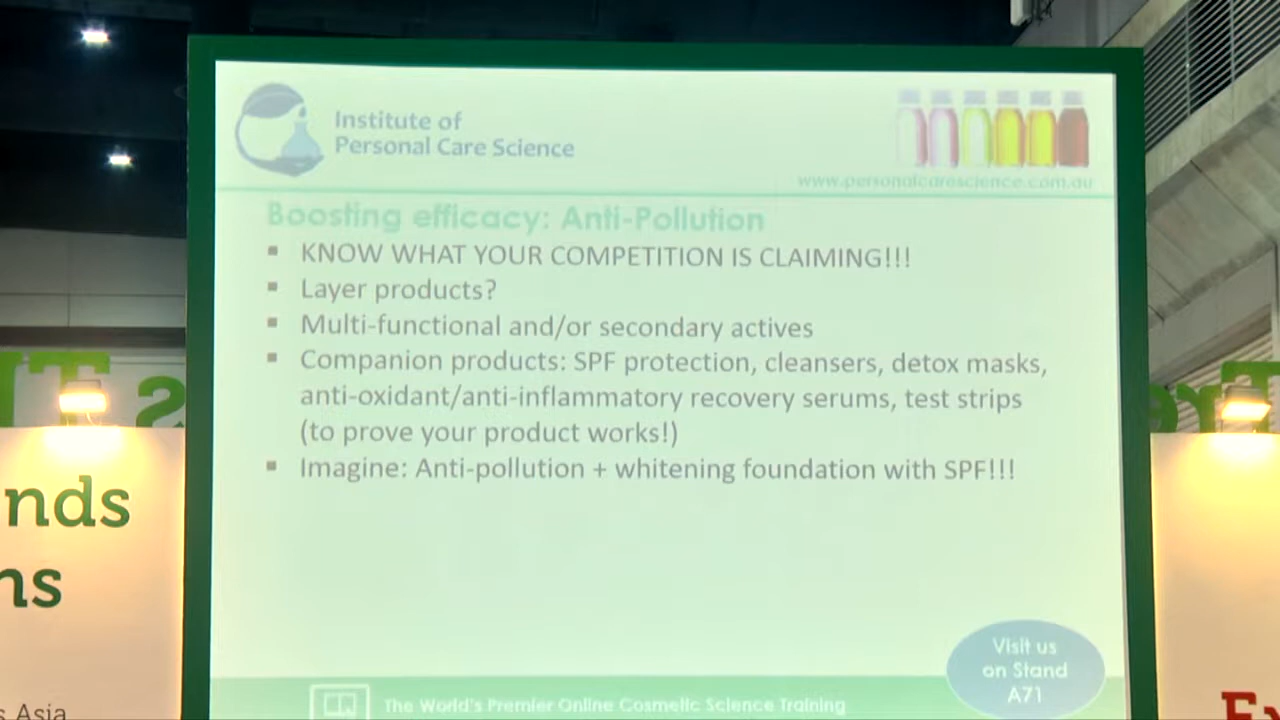 Institute of
Personal Care Science
www.personalcarescience.com.au
Boosting efficacy: Anti-Pollution
▪ KNOW WHAT YOUR COMPETITION IS CLAIMING!!!
▪ Layer products?
▪ Multi-functional and/or secondary actives
▪ Companion products: SPF protection, cleansers, detox masks,
anti-oxidant/anti-inflammatory recovery serums, test strips
(to prove your product works!)
▪ Imagine: Anti-pollution + whitening foundation with SPF!!!
Visit us
on Stand
A71
The World's Premier Online Cosmetic Science Training
nds
ns
s Asia